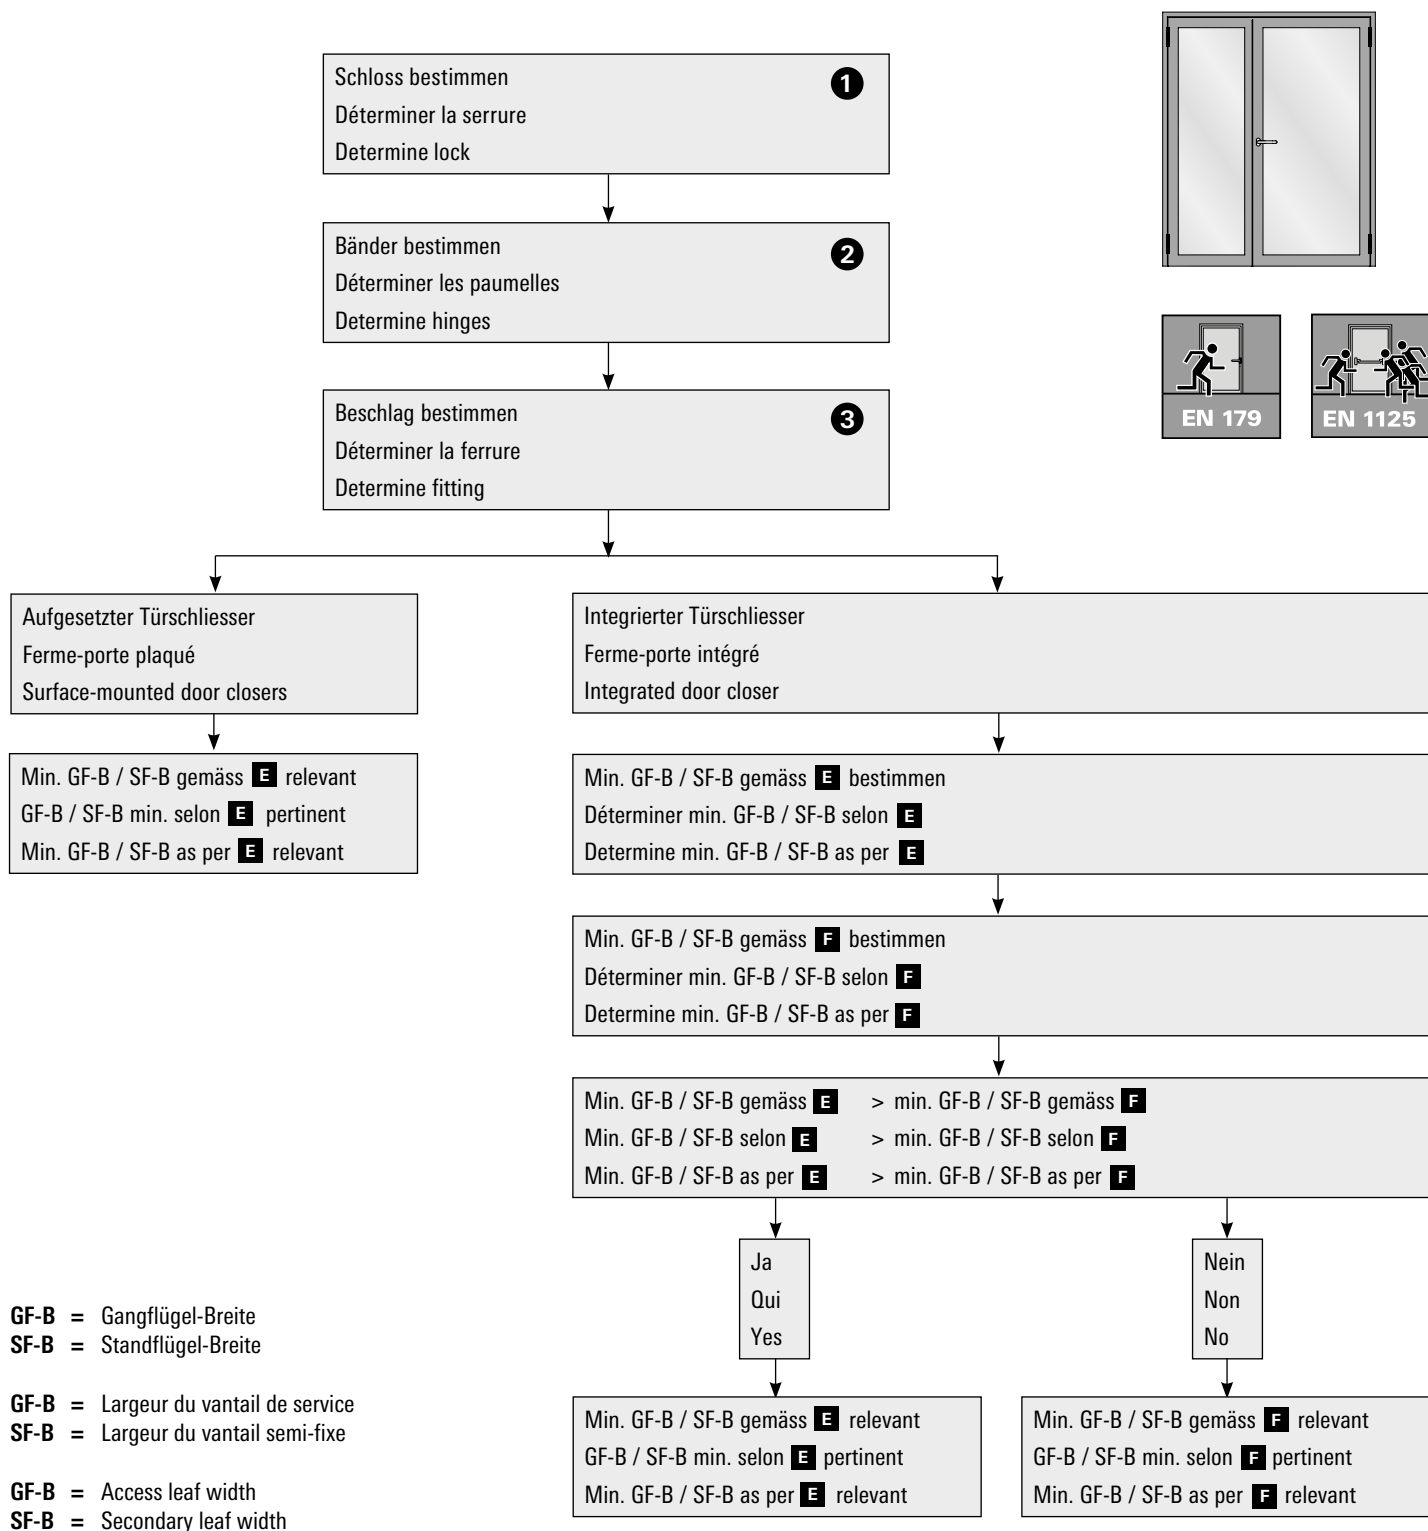 Schloss bestimmen
1
Déterminer la serrure
Determine lock
Bänder bestimmen
2
Déterminer les paumelles
Determine hinges
EN 179
EN 1125
Beschlag bestimmen
3
Déterminer la ferrure
Determine fitting
Aufgesetzter Türschliesser
Ferme-porte plaqué
Surface-mounted door closers
Integrierter Türschliesser
Ferme-porte intégré
Integrated door closer
Min. GF-B / SF-B gemäss E relevant
GF-B / SF-B min. selon E pertinent
Min. GF-B / SF-B as per E relevant
Min. GF-B / SF-B gemäss E bestimmen
Déterminer min. GF-B / SF-B selon E
Determine min. GF-B / SF-B as per E
Min. GF-B / SF-B gemäss F bestimmen
Déterminer min. GF-B / SF-B selon F
Determine min. GF-B / SF-B as per F
Min. GF-B / SF-B gemäss E > min. GF-B / SF-B gemäss F
Min. GF-B / SF-B selon E > min. GF-B / SF-B selon F
Min. GF-B / SF-B as per E > min. GF-B / SF-B as per F
Ja
Qui
Yes
Nein
Non
No
Min. GF-B / SF-B gemäss E relevant
GF-B / SF-B min. selon E pertinent
Min. GF-B / SF-B as per E relevant
Min. GF-B / SF-B gemäss F relevant
GF-B / SF-B min. selon F pertinent
Min. GF-B / SF-B as per F relevant
GF-B = Gangflügel-Breite
SF-B = Standflügel-Breite
GF-B = Largeur du vantail de service
SF-B = Largeur du vantail semi-fixe
GF-B = Access leaf width
SF-B = Secondary leaf width